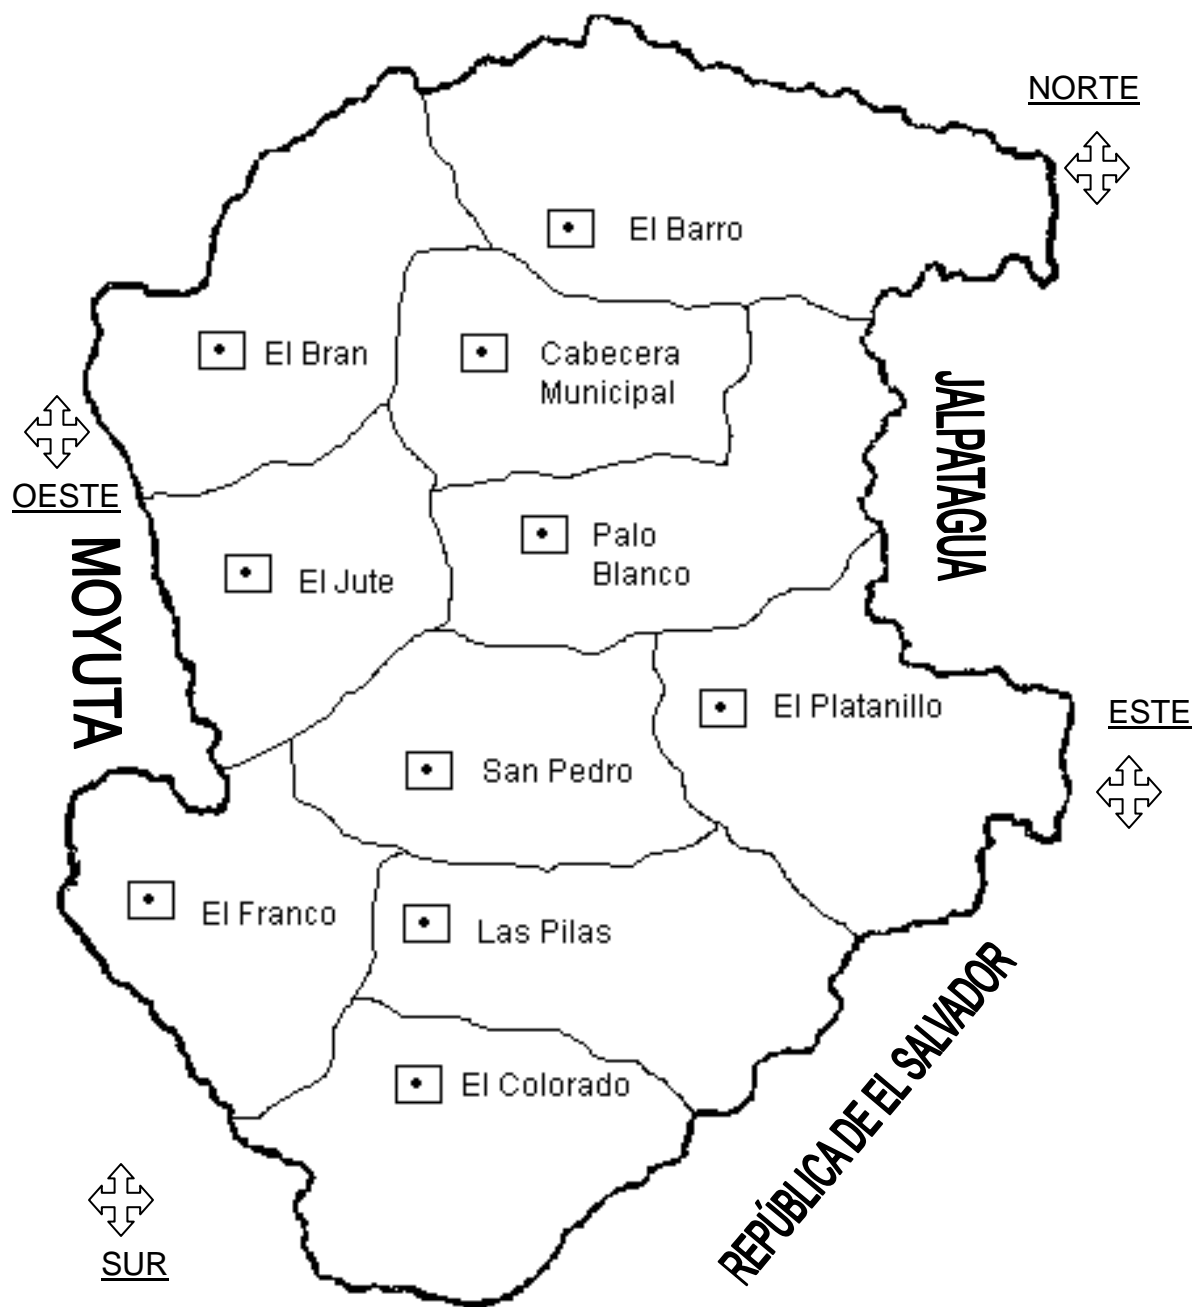 NORTE
El Barro
El Bran
Cabecera
Municipal
JALPATAGUA
OESTE
MOYUTA
El Jute
Palo
Blanco
El Platanillo
ESTE
San Pedro
El Franco
Las Pilas
REPÚBLICA DE EL SALVADOR
El Colorado
SUR